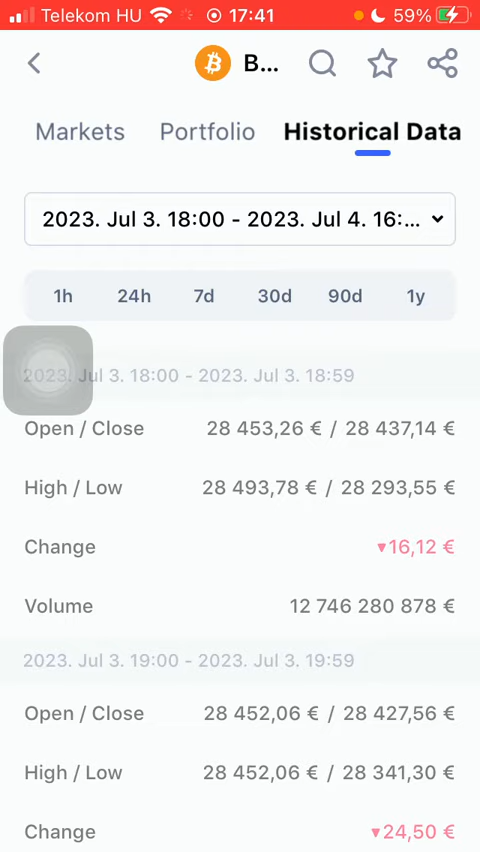 Telekom HU 17:41 59%
B...
Markets Portfolio Historical Data
2023. Jul 3. 18:00 - 2023. Jul 4. 16:...
1h 24h 7d 30d 90d 1y
2023. Jul 3. 18:00 - 2023. Jul 3. 18:59
Open / Close 28 453,26 € / 28 437,14 €
High / Low 28 493,78 € / 28 293,55 €
Change ▾16,12 €
Volume 12 746 280 878 €
2023. Jul 3. 19:00 - 2023. Jul 3. 19:59
Open / Close 28 452,06 € / 28 427,56 €
High / Low 28 452,06 € / 28 341,30 €
Change ▾24,50 €